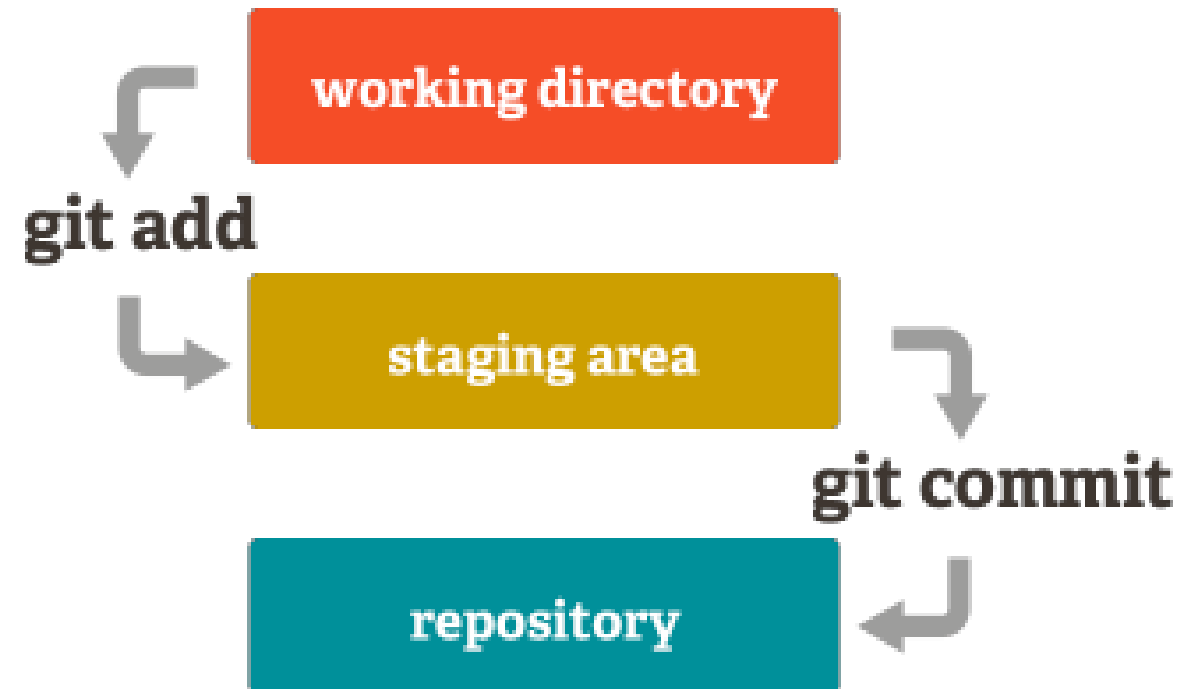 working directory
git add
staging area
git commit
repository